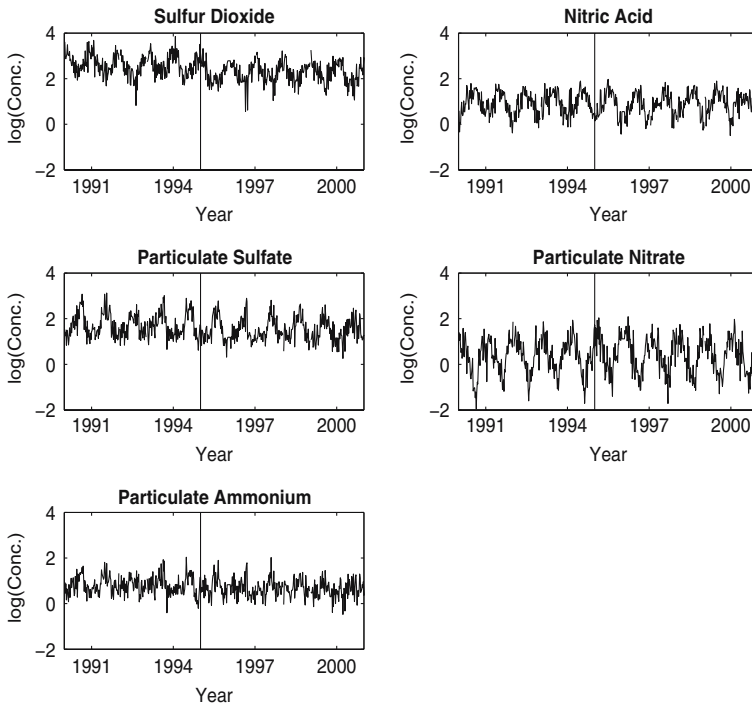 Sulfur Dioxide
4
2
0
−2
log(Conc.)
1991 1994 1997 2000
Year
Nitric Acid
4
2
0
−2
log(Conc.)
1991 1994 1997 2000
Year
Particulate Sulfate
4
2
0
−2
log(Conc.)
1991 1994 1997 2000
Year
Particulate Nitrate
4
2
0
−2
log(Conc.)
1991 1994 1997 2000
Year
Particulate Ammonium
4
2
0
−2
log(Conc.)
1991 1994 1997 2000
Year